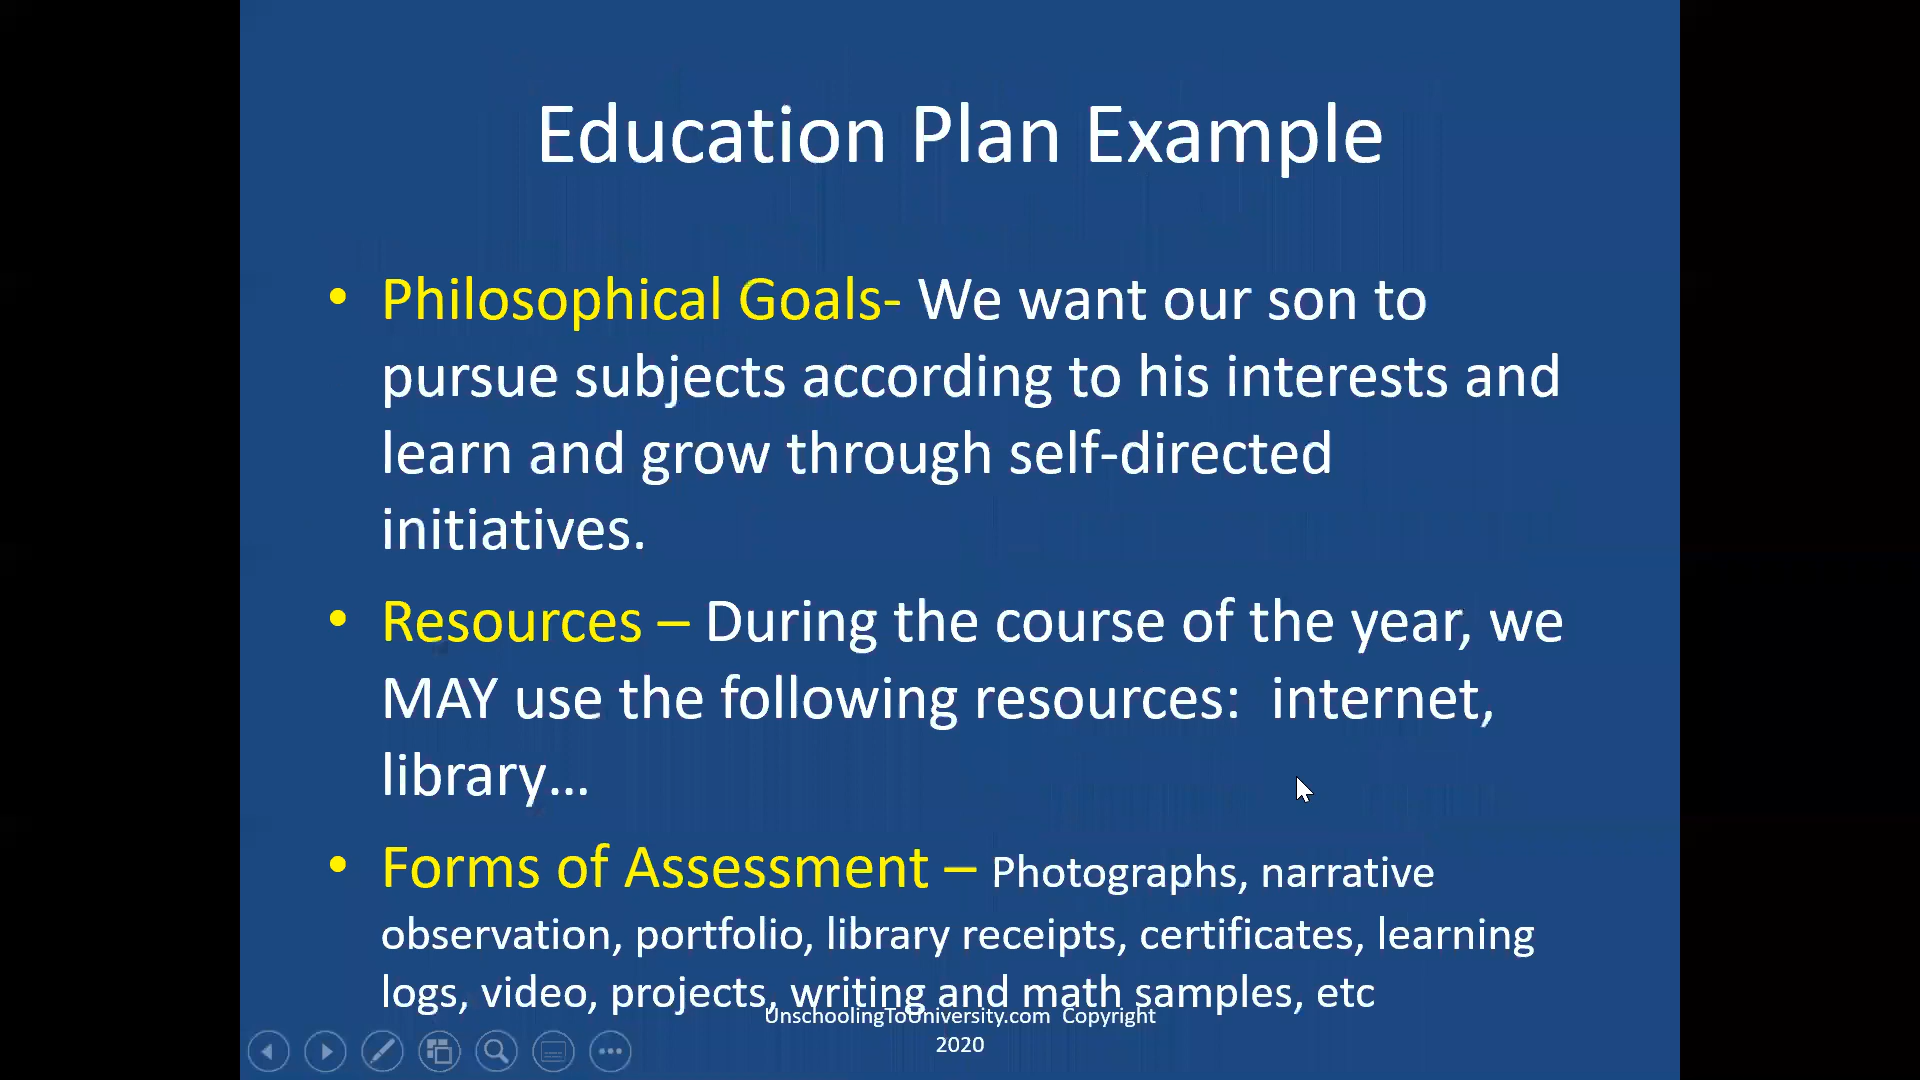 Education Plan Example
• Philosophical Goals- We want our son to
pursue subjects according to his interests and
learn and grow through self-directed
initiatives.
• Resources – During the course of the year, we
MAY use the following resources:  internet,
library…
• Forms of Assessment – Photographs, narrative
observation, portfolio, library receipts, certificates, learning
logs, video, projects, writing and math samples, etc
UnschoolingToUniversity.com  Copyright
2020